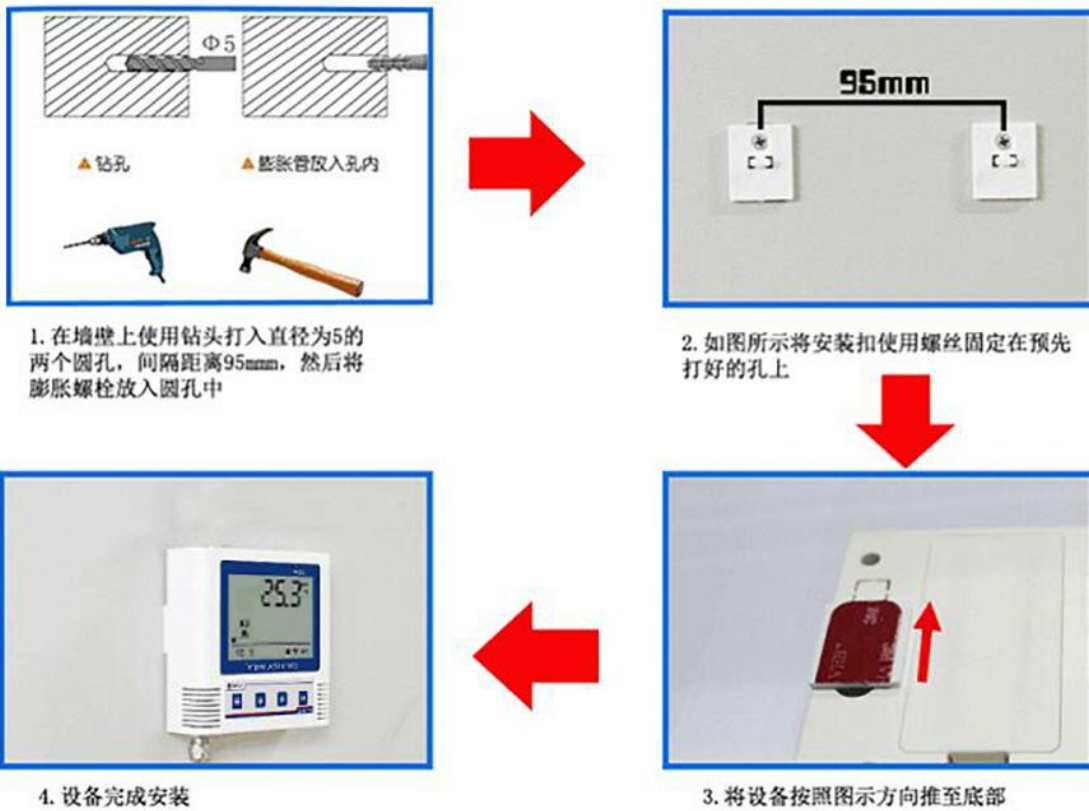 Φ5
钻孔
膨胀管放入孔内
1.在墙壁上使用钻头打入直径为5的
两个圆孔，间隔距离95mmm，然后将
膨胀螺栓放入圆孔中
95mm
2.如图所示将安装扣使用螺丝固定在预先
打好的孔上
3.将设备按照图示方向推至底部
25.3
4.设备完成安装